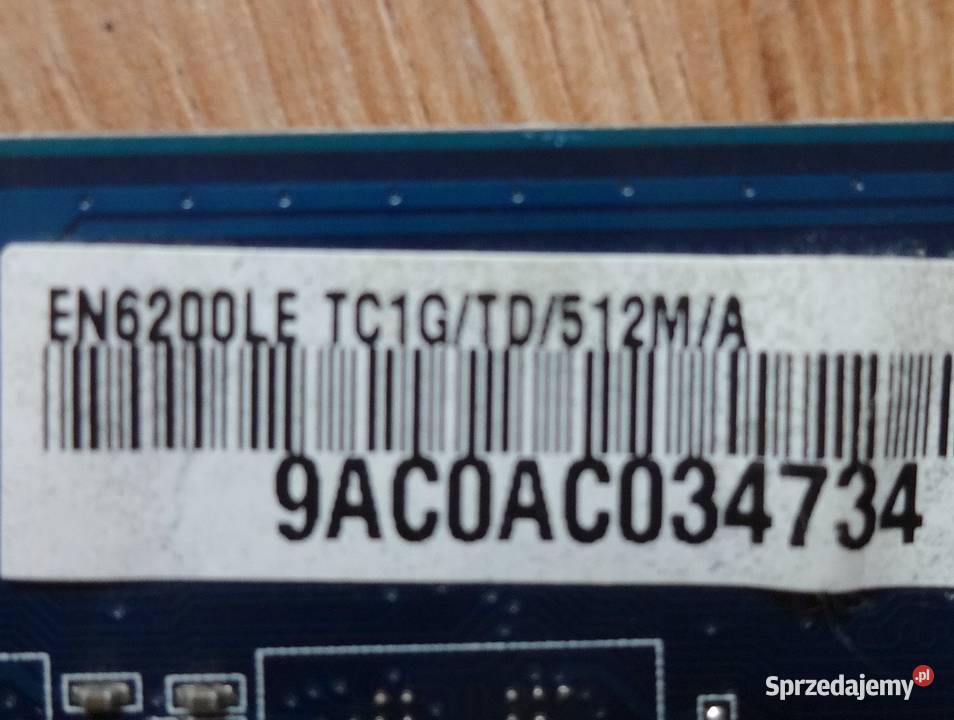 EN6200LE TC1G/TD/512M/A
9AC0AC034734
Sprzedajemy.pl